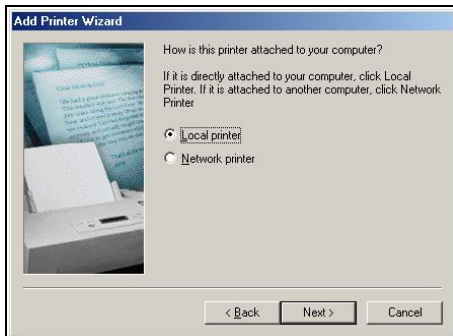 Add Printer Wizard
How is this printer attached to your computer?
If it is directly attached to your computer, click Local
Printer. If it is attached to another computer, click Network
Printer
Local printer
Network printer
< Back
Next >
Cancel